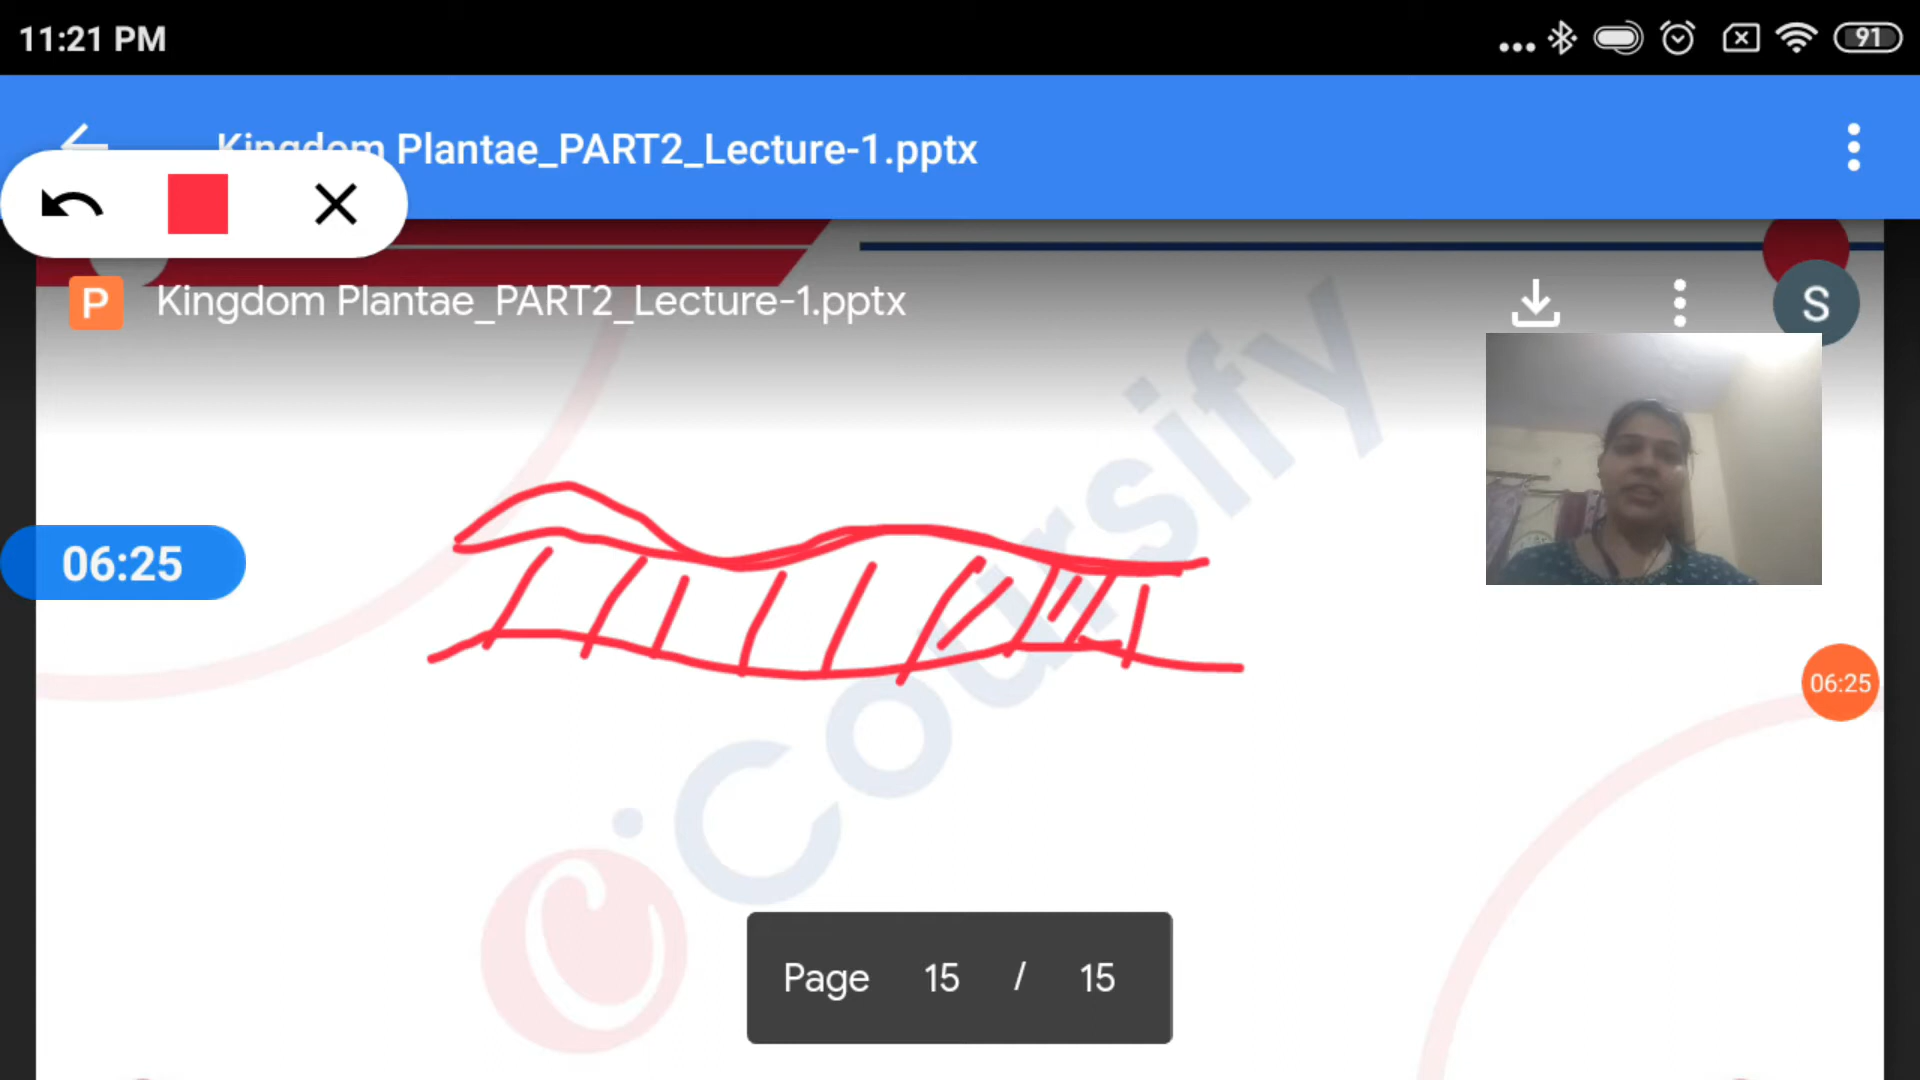 11:21 PM
91
Kingdom Plantae_PART2_Lecture-1.pptx
P Kingdom Plantae_PART2_Lecture-1.pptx
S
06:25
06:25
Coursify
Page 15 / 15